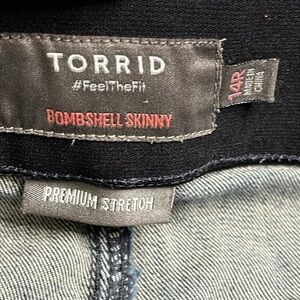 TORRID
#FeelTheFit
BOMBSHELL SKINNY
14R
MADE IN
CHINA
PREMIUM STRETCH